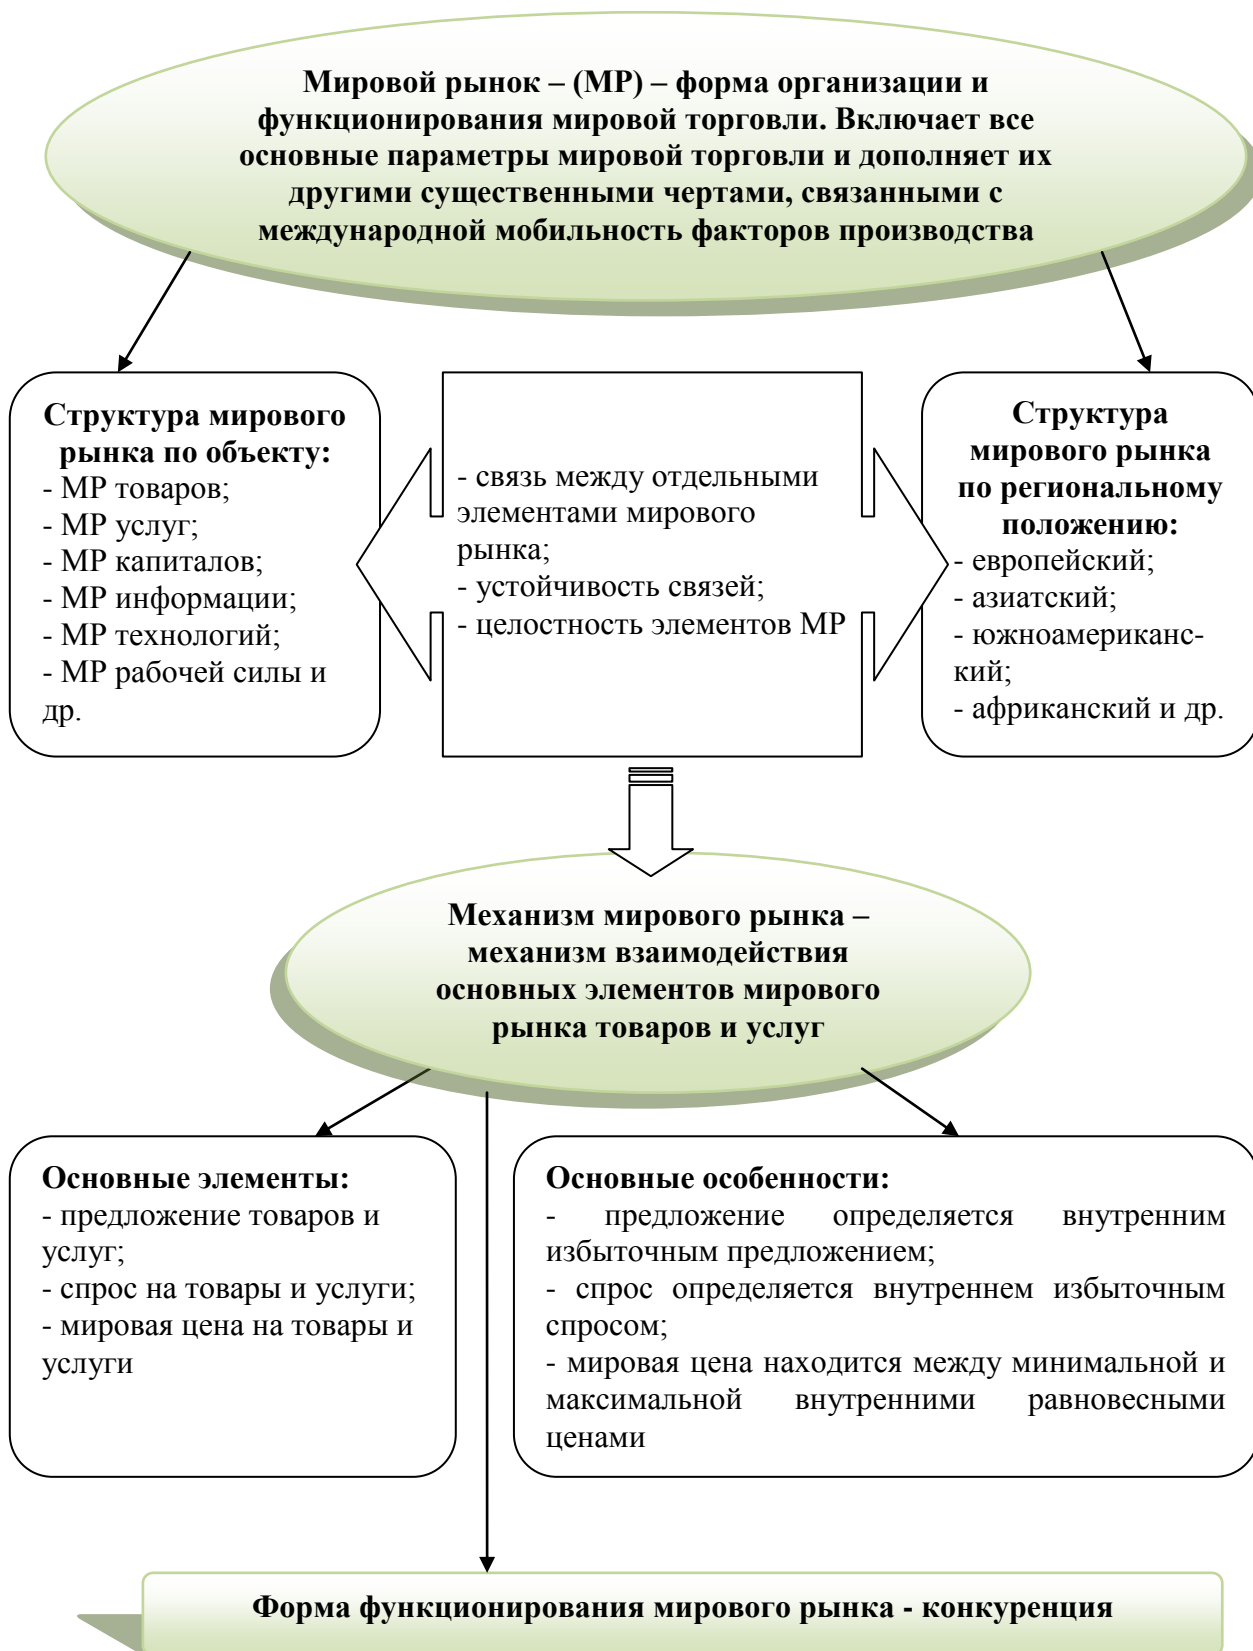 Мировой рынок – (МР) – форма организации и
функционирования мировой торговли. Включает все
основные параметры мировой торговли и дополняет их
другими существенными чертами, связанными с
международной мобильность факторов производства
Структура мирового
рынка по объекту:
- МР товаров;
- МР услуг;
- МР капиталов;
- МР информации;
- МР технологий;
- МР рабочей силы и
др.
- связь между отдельными
элементами мирового
рынка;
- устойчивость связей;
- целостность элементов МР
Структура
мирового рынка
по региональному
положению:
- европейский;
- азиатский;
- южноамериканс-
кий;
- африканский и др.
Механизм мирового рынка –
механизм взаимодействия
основных элементов мирового
рынка товаров и услуг
Основные элементы:
- предложение товаров и
услуг;
- спрос на товары и услуги;
- мировая цена на товары и
услуги
Основные особенности:
- предложение определяется внутренним
избыточным предложением;
- спрос определяется внутреннем избыточным
спросом;
- мировая цена находится между минимальной и
максимальной внутренними равновесными
ценами
Форма функционирования мирового рынка - конкуренция